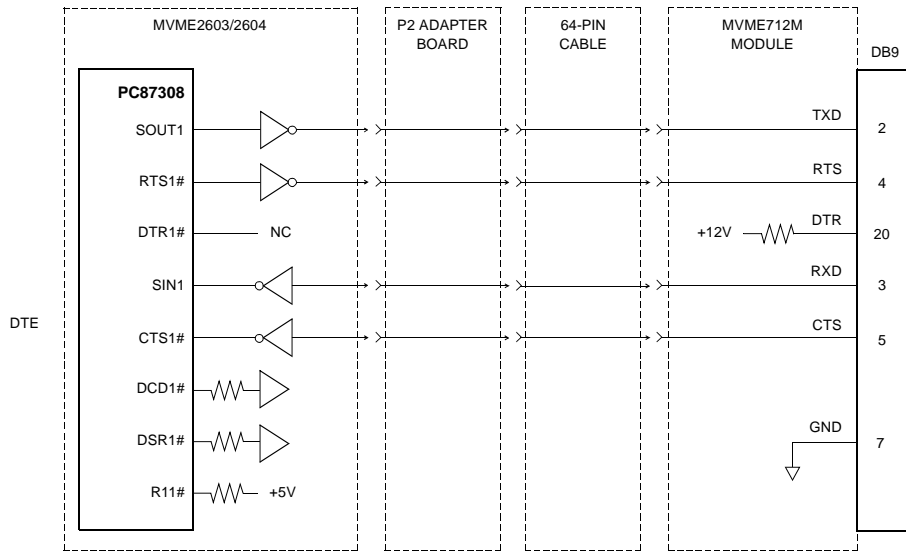 MVME2603/2604
P2 ADAPTER
BOARD
64-PIN
CABLE
MVME712M
MODULE
DB9
PC87308
SOUT1
TXD
2
RTS1#
RTS
4
DTR1#
NC
+12V
DTR
20
SIN1
RXD
3
DTE
CTS1#
CTS
5
DCD1#
DSR1#
GND
7
R11#
+5V